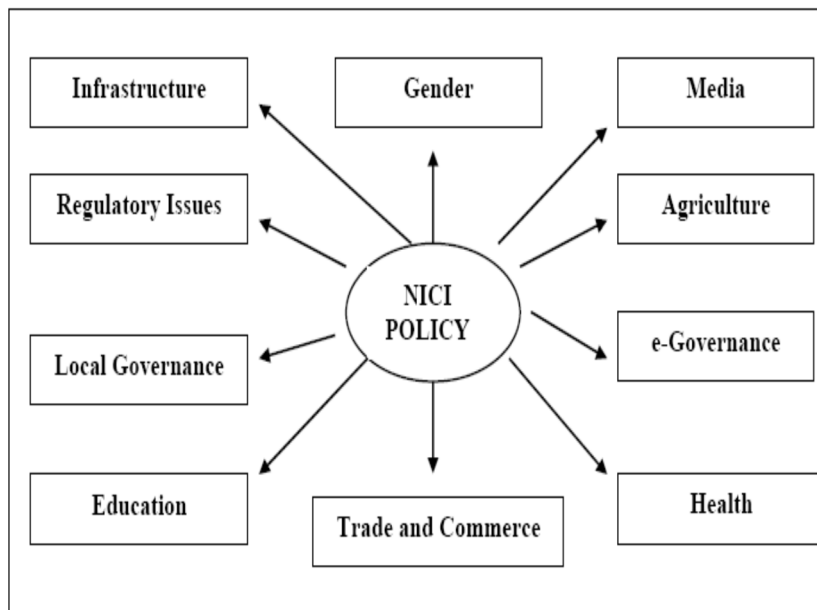 Infrastructure
Gender
Media
Regulatory Issues
Agriculture
NICI
POLICY
Local Governance
e-Governance
Education
Trade and Commerce
Health